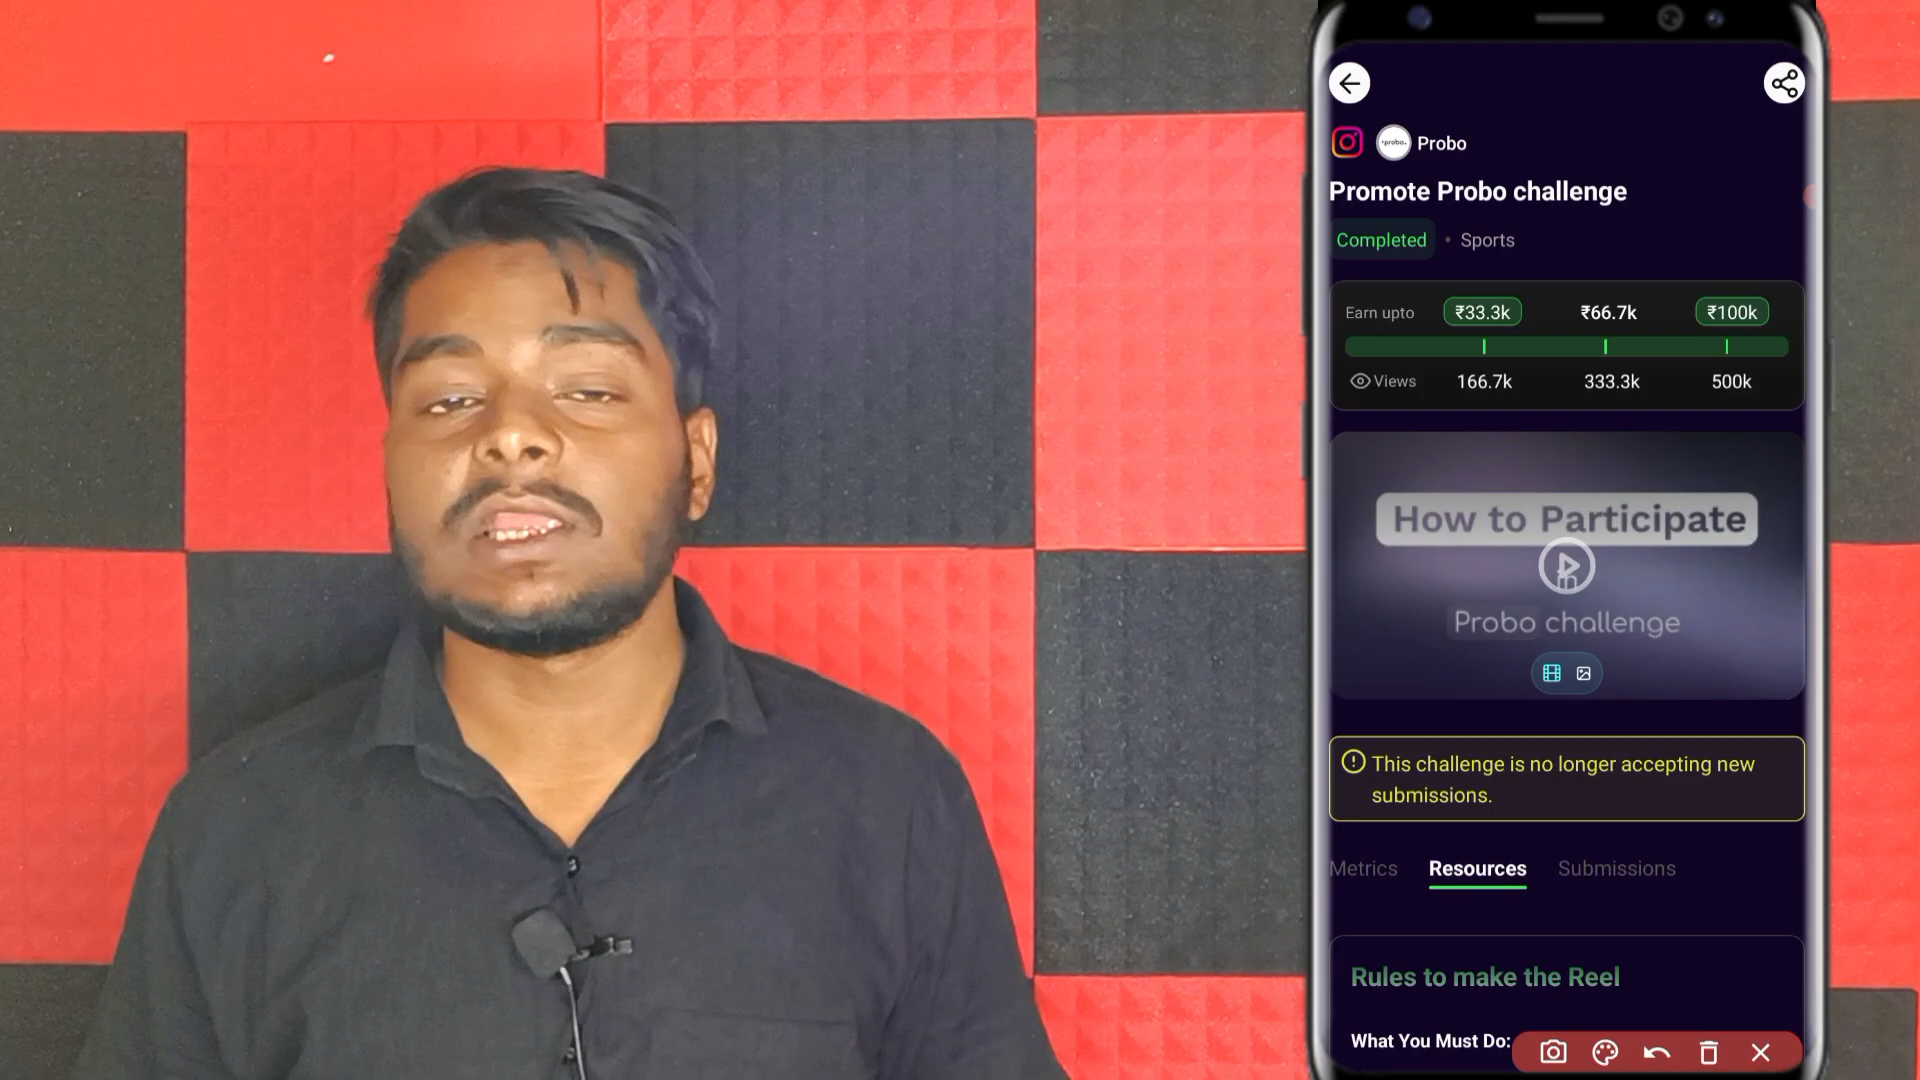 probo
Probo
Promote Probo challenge
Completed • Sports
Earn upto ₹33.3k ₹66.7k ₹100k
Views 166.7k 333.3k 500k
How to Participate
in
Probo challenge
This challenge is no longer accepting new
submissions.
Metrics Resources Submissions
Rules to make the Reel
What You Must Do: